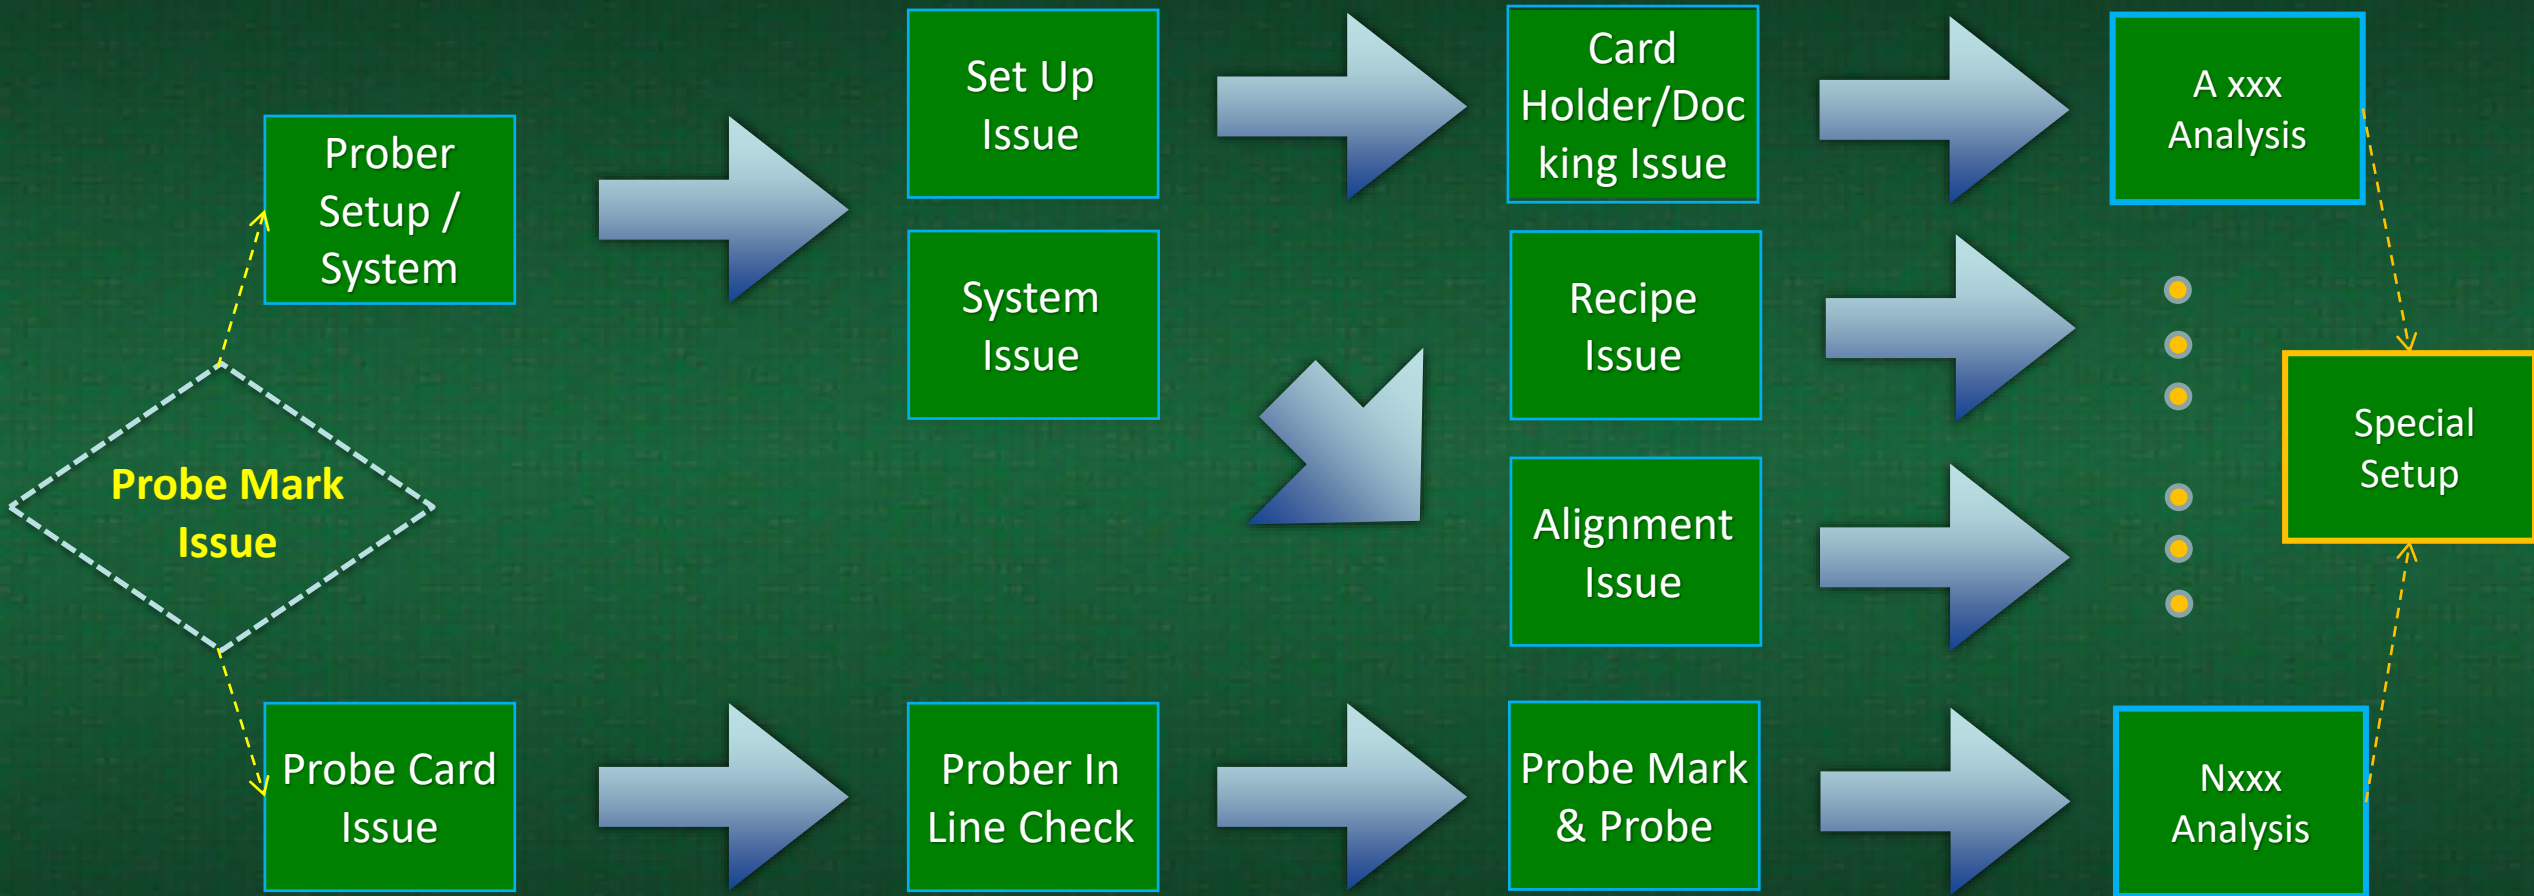 Prober
Setup /
System
Set Up
Issue
Card
Holder/Doc
king Issue
A xxx
Analysis
System
Issue
Recipe
Issue
Probe Mark
Issue
Alignment
Issue
Special
Setup
Probe Card
Issue
Prober In
Line Check
Probe Mark
& Probe
Nxxx
Analysis